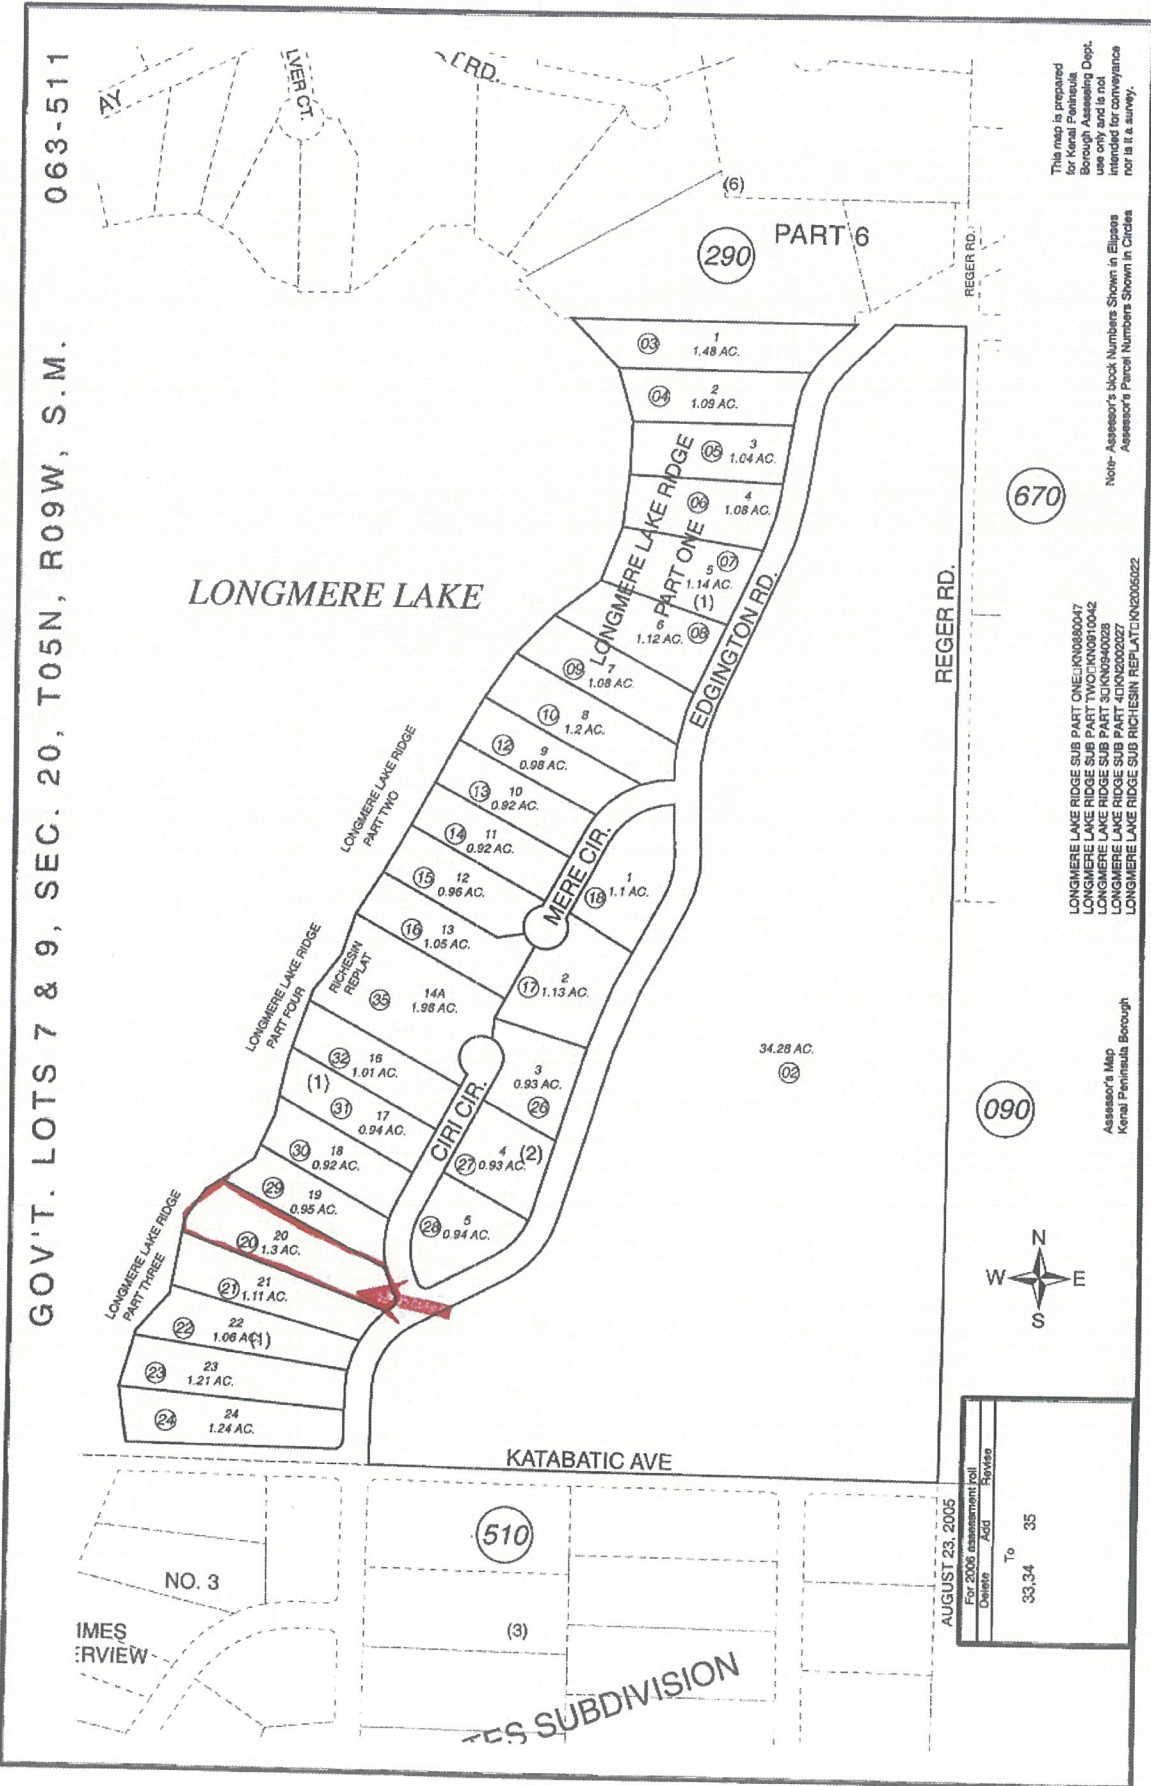 GOV'T. LOTS 7 & 9, SEC. 20, T05N, R09W, S.M.
063-511
AY
LVER CT.
RD.
(6)
PART 6
290
REGER RD.
This map is prepared
for Kenai Peninsula
Borough Assessing Dept.
use only and is not
intended for conveyance
nor is it a survey.
Note- Assessor's block Numbers Shown in Elipses
Assessor's Parcel Numbers Shown in Circles
03
1
1.48 AC.
04
2
1.09 AC.
05
3
1.04 AC.
06
4
1.08 AC.
07
5
1.14 AC.
(1)
6
1.12 AC.
08
LONGMERE LAKE RIDGE
PART ONE
670
LONGMERE LAKE
EDGINGTON RD.
REGER RD.
09
7
1.08 AC.
10
8
1.2 AC.
12
9
0.98 AC.
13
10
0.92 AC.
14
11
0.92 AC.
15
12
0.96 AC.
16
13
1.05 AC.
LONGMERE LAKE RIDGE
PART TWO
MERE CIR.
18
1
1.1 AC.
17
2
1.13 AC.
LONGMERE LAKE RIDGE
PART FOUR
RICHESIN
REPLAT
35
14A
1.98 AC.
32
16
1.01 AC.
(1)
31
17
0.94 AC.
30
18
0.92 AC.
29
19
0.95 AC.
CIRI CIR.
3
0.93 AC.
26
27
4
0.93 AC.
(2)
28
5
0.94 AC.
34.28 AC.
02
LONGMERE LAKE RIDGE SUB PART ONE□KN0880047
LONGMERE LAKE RIDGE SUB PART TWO□KN0910042
LONGMERE LAKE RIDGE SUB PART 3□KN0940028
LONGMERE LAKE RIDGE SUB PART 4□KN2002027
LONGMERE LAKE RIDGE SUB RICHESIN REPLAT□KN2005022
090
Assessor's Map
Kenai Peninsula Borough
LONGMERE LAKE RIDGE
PART THREE
20
20
1.3 AC.
21
21
1.11 AC.
22
22
1.06 AC.
(1)
23
23
1.21 AC.
24
24
1.24 AC.
N
W E
S
KATABATIC AVE
510
NO. 3
IMES
ERVIEW
(3)
TES SUBDIVISION
AUGUST 23, 2005
For 2006 assessment roll
Delete Add Revise
33,34 To 35